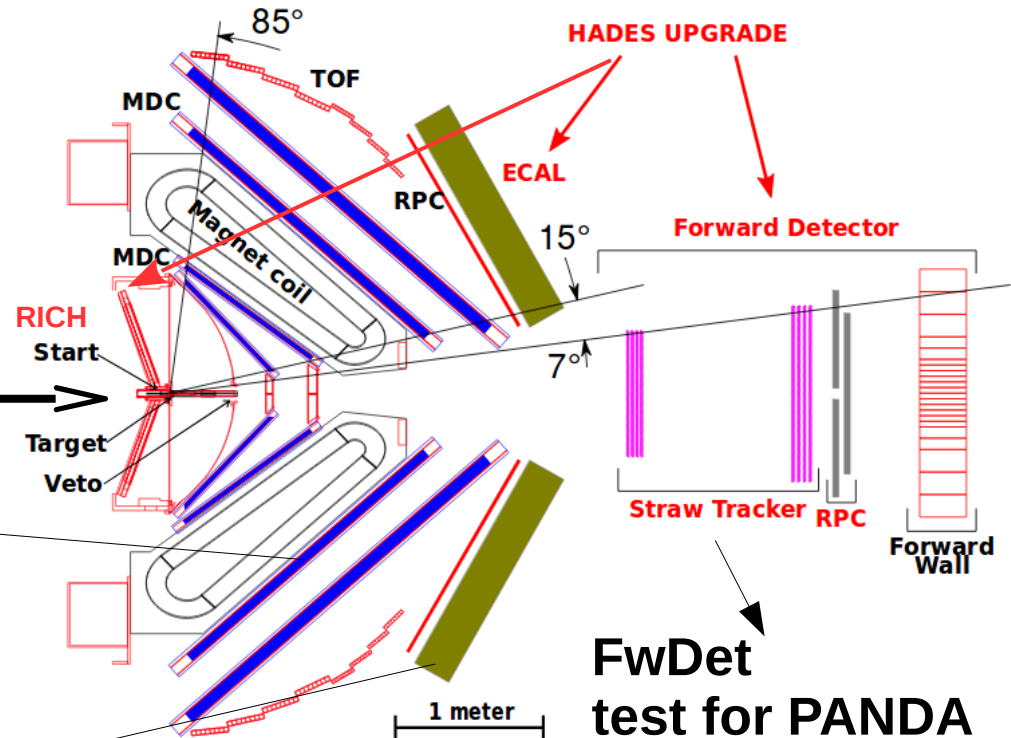 85°
HADES UPGRADE
TOF
MDC
ECAL
RPC
Magnet coil
15°
Forward Detector
MDC
RICH
Start
7°
Target
Veto
Straw Tracker
RPC
Forward
Wall
FwDet
test for PANDA
1 meter